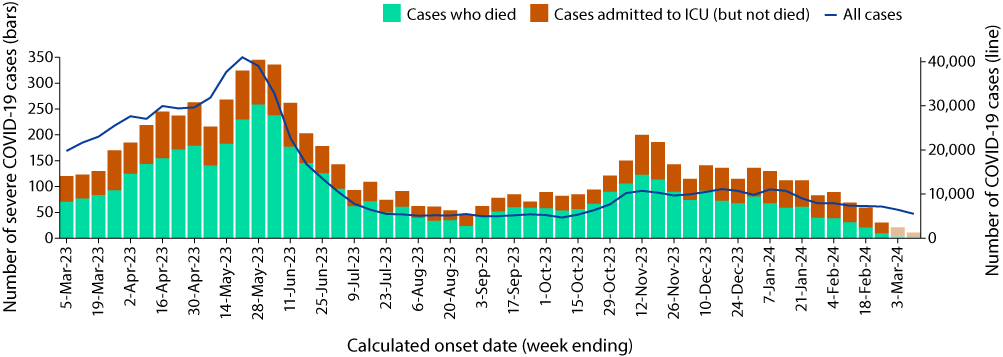 Cases who died Cases admitted to ICU (but not died) All cases
Number of severe COVID-19 cases (bars)
350
300
250
200
150
100
50
0
40,000
30,000
20,000
10,000
0
Number of COVID-19 cases (line)
5-Mar-23
19-Mar-23
2-Apr-23
16-Apr-23
30-Apr-23
14-May-23
28-May-23
11-Jun-23
25-Jun-23
9-Jul-23
23-Jul-23
6-Aug-23
20-Aug-23
3-Sep-23
17-Sep-23
1-Oct-23
15-Oct-23
29-Oct-23
12-Nov-23
26-Nov-23
10-Dec-23
24-Dec-23
7-Jan-24
21-Jan-24
4-Feb-24
18-Feb-24
3-Mar-24
Calculated onset date (week ending)